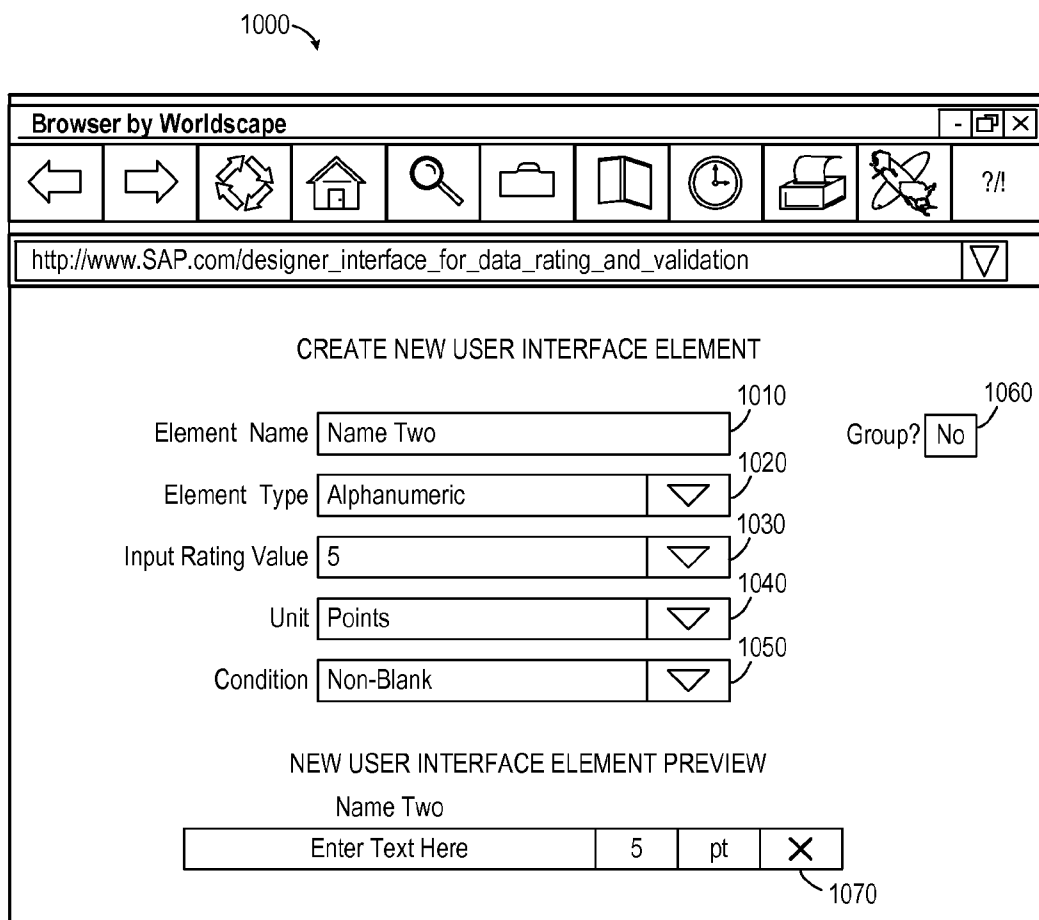 1000
Browser by Worldscape
- X
?/!
http://www.SAP.com/designer_interface_for_data_rating_and_validation
CREATE NEW USER INTERFACE ELEMENT
1010
1060
Element Name Name Two
Group? No
1020
Element Type Alphanumeric
1030
Input Rating Value 5
1040
Unit Points
1050
Condition Non-Blank
NEW USER INTERFACE ELEMENT PREVIEW
Name Two
Enter Text Here 5 pt X
1070